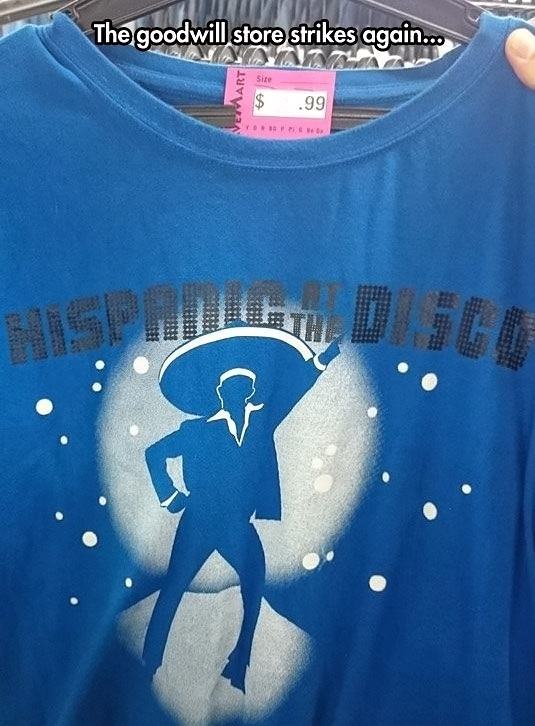 The goodwill store strikes again...
Size
$ .99
HISPANIC AT THE DISCO